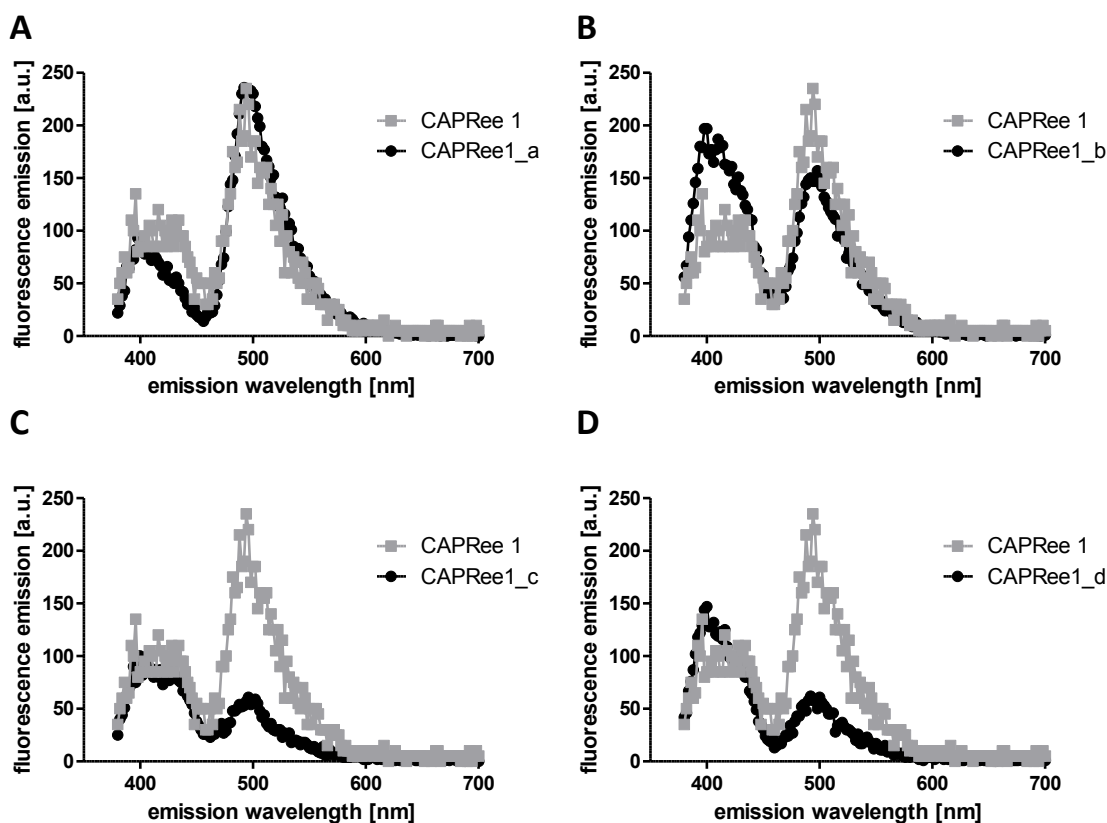 A
fluorescence emission [a.u.]
250
200
150
100
50
0
400
500
600
700
emission wavelength [nm]
CAPRee 1
CAPRee1_a
B
fluorescence emission [a.u.]
250
200
150
100
50
0
400
500
600
700
emission wavelength [nm]
CAPRee 1
CAPRee1_b
C
fluorescence emission [a.u.]
250
200
150
100
50
0
400
500
600
700
emission wavelength [nm]
CAPRee 1
CAPRee1_c
D
fluorescence emission [a.u.]
250
200
150
100
50
0
400
500
600
700
emission wavelength [nm]
CAPRee 1
CAPRee1_d